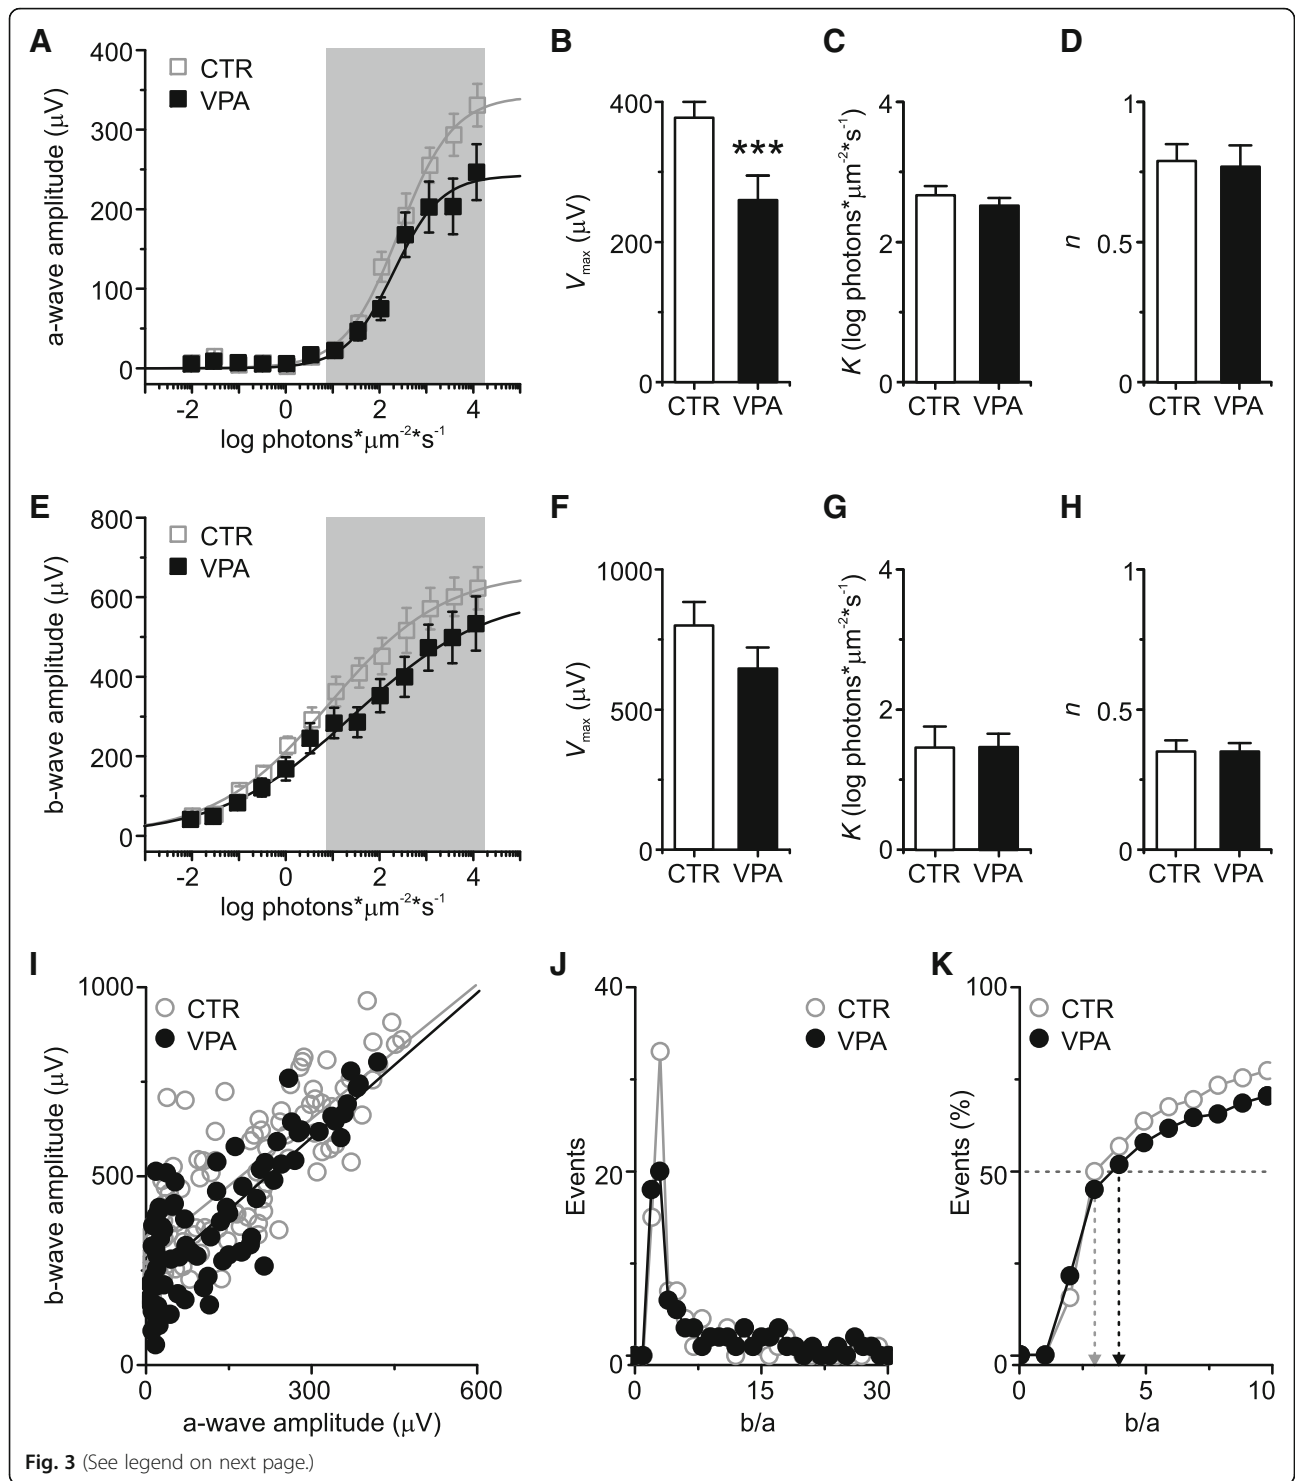 A
400
300
200
100
0
a-wave amplitude (μV)
CTR
VPA
-2 0 2 4
log photons*μm⁻²*s⁻¹
B
400
200
0
Vmax (μV)
***
CTR VPA
C
4
2
0
K (log photons*μm⁻²*s⁻¹)
CTR VPA
D
1
0.5
0
n
CTR VPA
E
800
600
400
200
0
b-wave amplitude (μV)
CTR
VPA
-2 0 2 4
log photons*μm⁻²*s⁻¹
F
1000
500
0
Vmax (μV)
CTR VPA
G
4
2
0
K (log photons*μm⁻²*s⁻¹)
CTR VPA
H
1
0.5
0
n
CTR VPA
I
1000
500
0
b-wave amplitude (μV)
CTR
VPA
0 300 600
a-wave amplitude (μV)
J
40
20
0
Events
CTR
VPA
0 15 30
b/a
K
100
50
0
Events (%)
CTR
VPA
0 5 10
b/a
Fig. 3 (See legend on next page.)